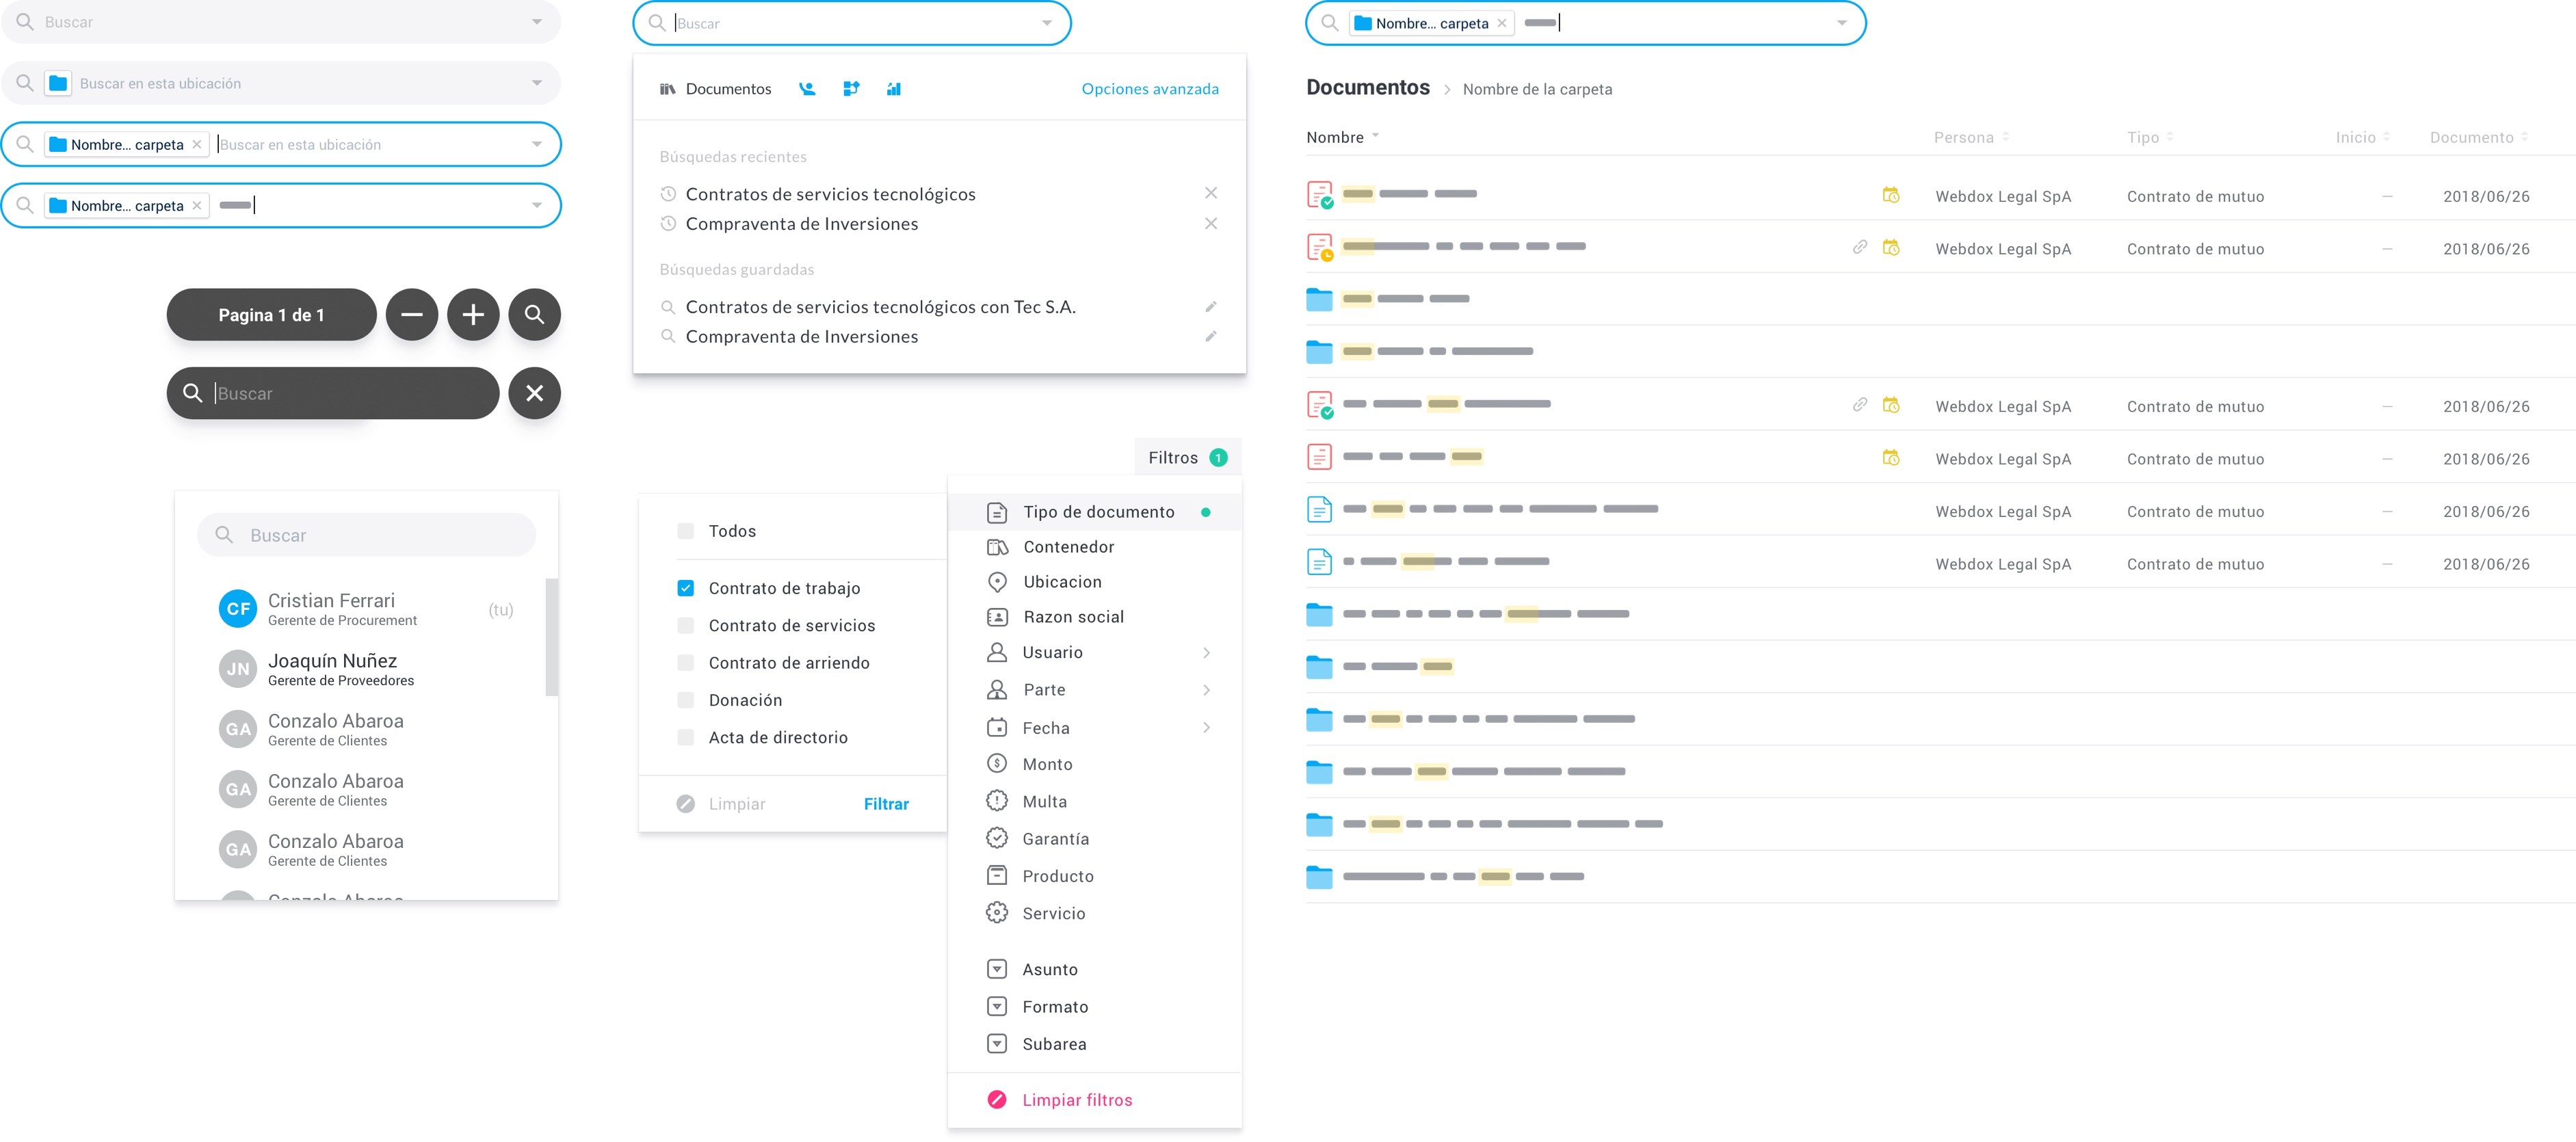 Buscar
Buscar en esta ubicación
Nombre... carpeta
Buscar en esta ubicación
Nombre... carpeta
Pagina 1 de 1
Buscar
Buscar
CF
Cristian Ferrari
Gerente de Procurement
(tu)
JN
Joaquín Nuñez
Gerente de Proveedores
GA
Conzalo Abaroa
Gerente de Clientes
GA
Conzalo Abaroa
Gerente de Clientes
GA
Conzalo Abaroa
Gerente de Clientes
Conzalo Abaroa
Buscar
Documentos
Opciones avanzada
Búsquedas recientes
Contratos de servicios tecnológicos
Compraventa de Inversiones
Búsquedas guardadas
Contratos de servicios tecnológicos con Tec S.A.
Compraventa de Inversiones
Filtros 1
Todos
Contrato de trabajo
Contrato de servicios
Contrato de arriendo
Donación
Acta de directorio
Limpiar
Filtrar
Tipo de documento
Contenedor
Ubicacion
Razon social
Usuario
Parte
Fecha
Monto
Multa
Garantía
Producto
Servicio
Asunto
Formato
Subarea
Limpiar filtros
Nombre... carpeta
Documentos > Nombre de la carpeta
Nombre Persona Tipo Inicio Documento
Webdox Legal SpA Contrato de mutuo – 2018/06/26
Webdox Legal SpA Contrato de mutuo – 2018/06/26
Webdox Legal SpA Contrato de mutuo – 2018/06/26
Webdox Legal SpA Contrato de mutuo – 2018/06/26
Webdox Legal SpA Contrato de mutuo – 2018/06/26
Webdox Legal SpA Contrato de mutuo – 2018/06/26